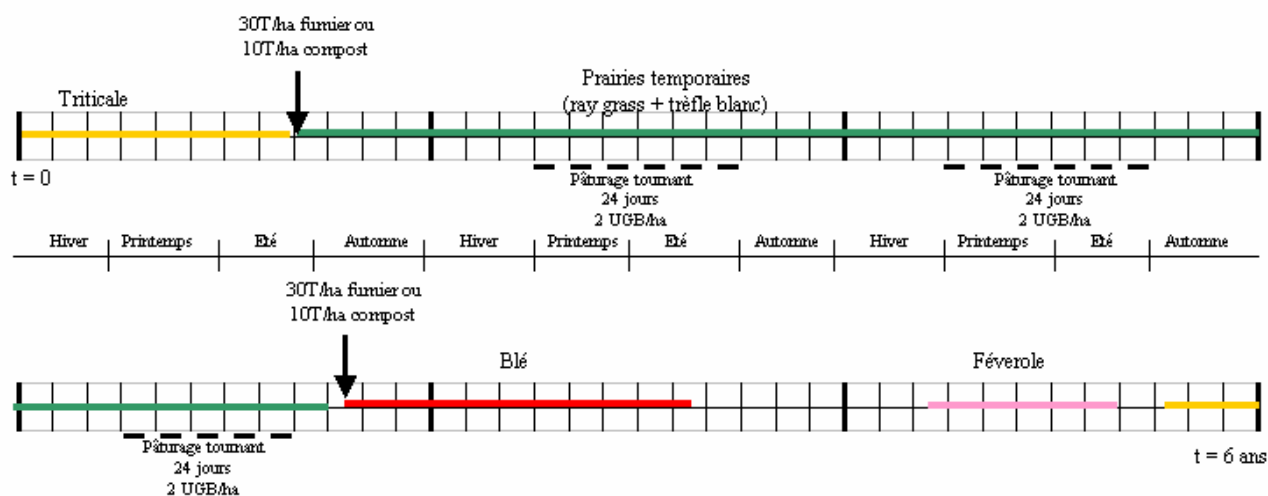 30T/ha fumier ou
10T/ha compost
Triticale
Prairies temporaires
(ray grass + trèfle blanc)
t = 0
Pâturage tournant
24 jours
2 UGB/ha
Pâturage tournant
24 jours
2 UGB/ha
Hiver Printemps Eté Automne Hiver Printemps Eté Automne Hiver Printemps Eté Automne
30T/ha fumier ou
10T/ha compost
Blé
Féverole
Pâturage tournant
24 jours
2 UGB/ha
t = 6 ans